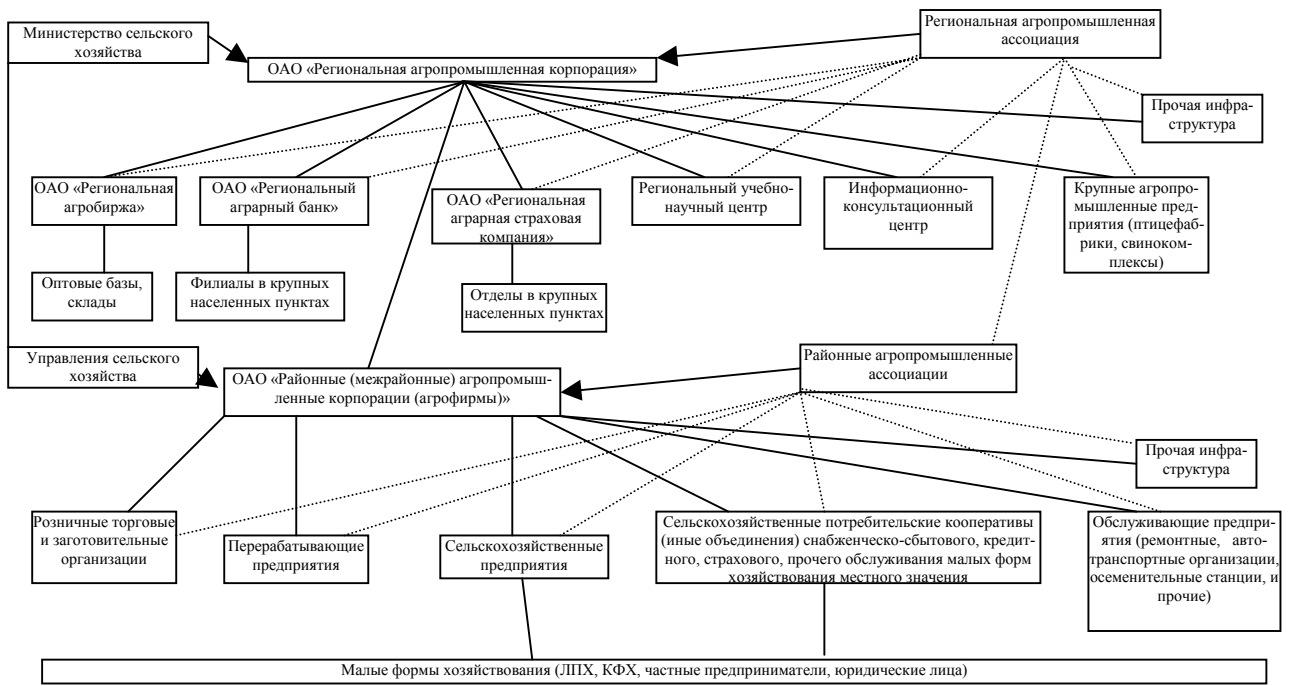 Министерство сельского
хозяйства
Региональная агропромышленная
ассоциация
ОАО «Региональная агропромышленная корпорация»
Прочая инфра-
структура
ОАО «Региональная
агробиржа»
ОАО «Региональный
аграрный банк»
ОАО «Региональная
аграрная страховая
компания»
Региональный учебно-
научный центр
Информационно-
консультационный
центр
Крупные агропро-
мышленные пред-
приятия (птицефаб-
рики, свиноком-
плексы)
Оптовые базы,
склады
Филиалы в крупных
населенных пунктах
Отделы в крупных
населенных пунктах
Управления сельского
хозяйства
Районные агропромышленные
ассоциации
ОАО «Районные (межрайонные) агропромыш-
ленные корпорации (агрофирмы)»
Прочая инфра-
структура
Розничные торговые
и заготовительные
организации
Перерабатывающие
предприятия
Сельскохозяйственные
предприятия
Сельскохозяйственные потребительские кооперативы
(иные объединения) снабженческо-сбытового, кредит-
ного, страхового, прочего обслуживания малых форм
хозяйствования местного значения
Обслуживающие предпри-
ятия (ремонтные, авто-
транспортные организации,
осеменительные станции, и
прочие)
Малые формы хозяйствования (ЛПХ, КФХ, частные предприниматели, юридические лица)